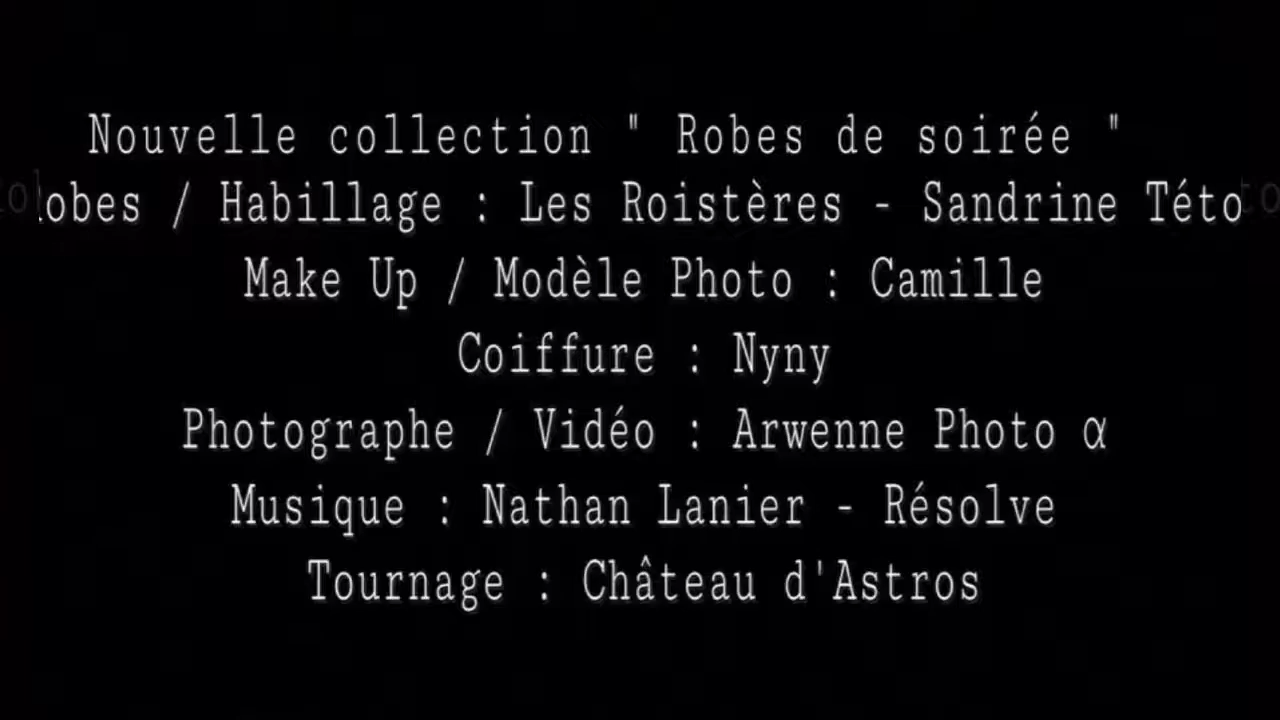 Nouvelle collection " Robes de soirée "
obes / Habillage : Les Roistères - Sandrine Této
Make Up / Modèle Photo : Camille
Coiffure : Nyny
Photographe / Vidéo : Arwenne Photo α
Musique : Nathan Lanier - Résolve
Tournage : Château d'Astros